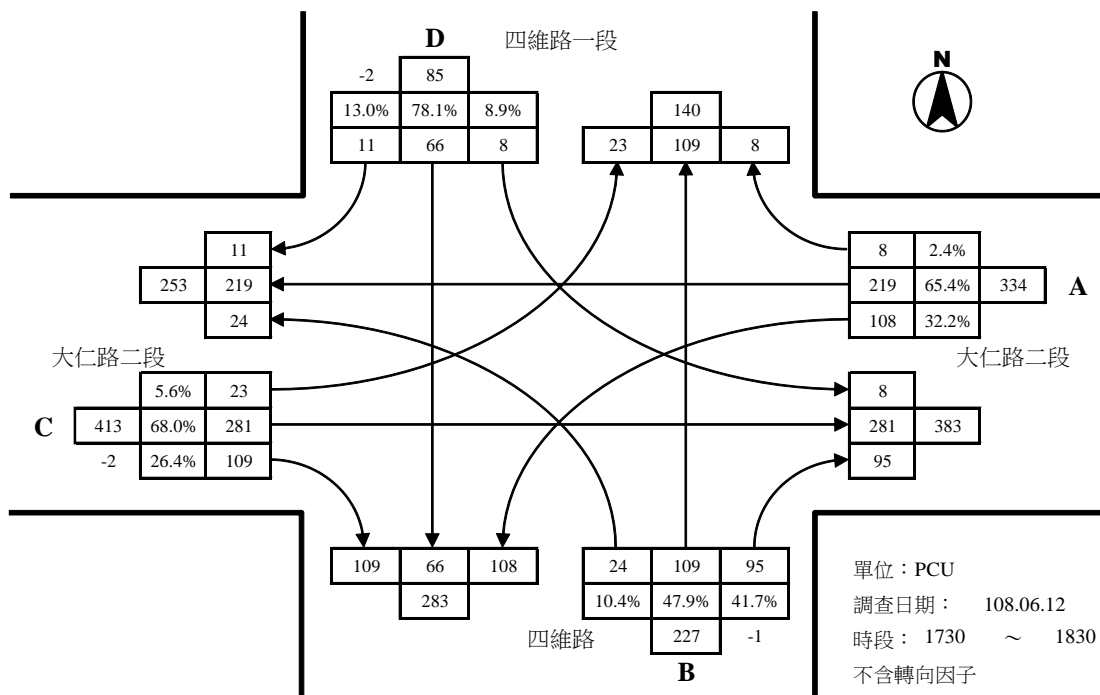 D
四維路一段
N
-2
85
13.0% 78.1% 8.9%
11 66 8
140
23 109 8
11
253 219
24
8 2.4%
219 65.4% 334
108 32.2%
A
大仁路二段
大仁路二段
5.6% 23
C
413 68.0% 281
-2 26.4% 109
8
281 383
95
109 66 108
283
24 109 95
10.4% 47.9% 41.7%
四維路
227 -1
B
單位：PCU
調查日期： 108.06.12
時段： 1730 ～ 1830
不含轉向因子